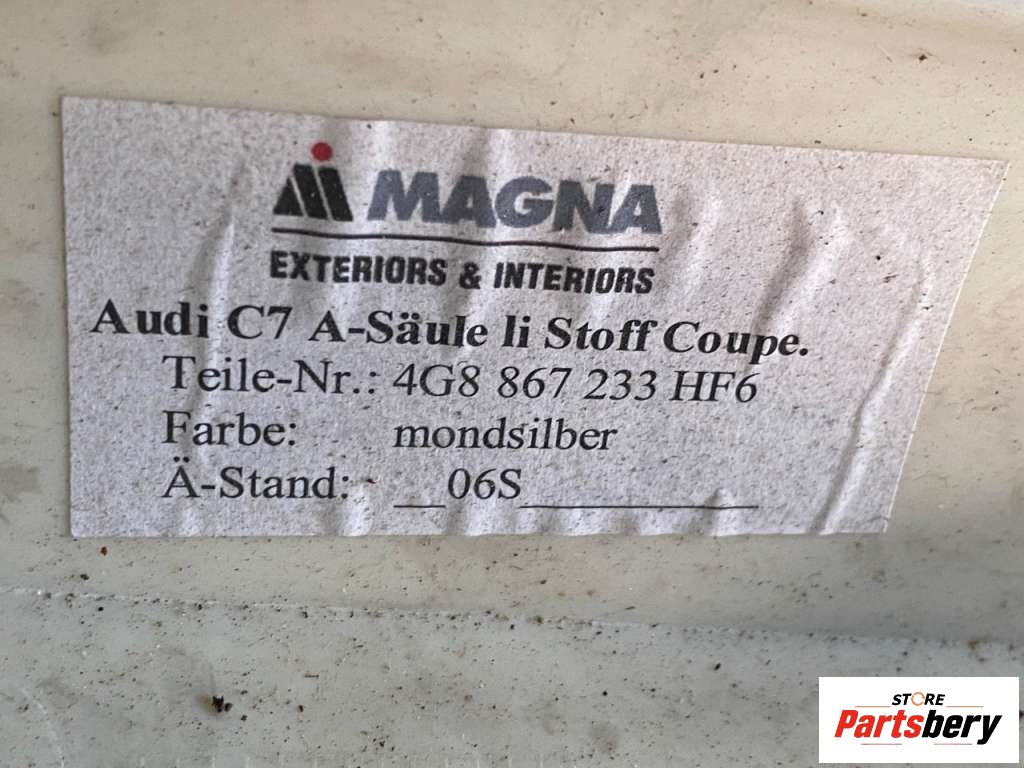 MAGNA
EXTERIORS & INTERIORS
Audi C7 A-Säule li Stoff Coupe.
Teile-Nr.: 4G8 867 233 HF6
Farbe: mondsilber
Ä-Stand: __06S_________
STORE
Partsbery